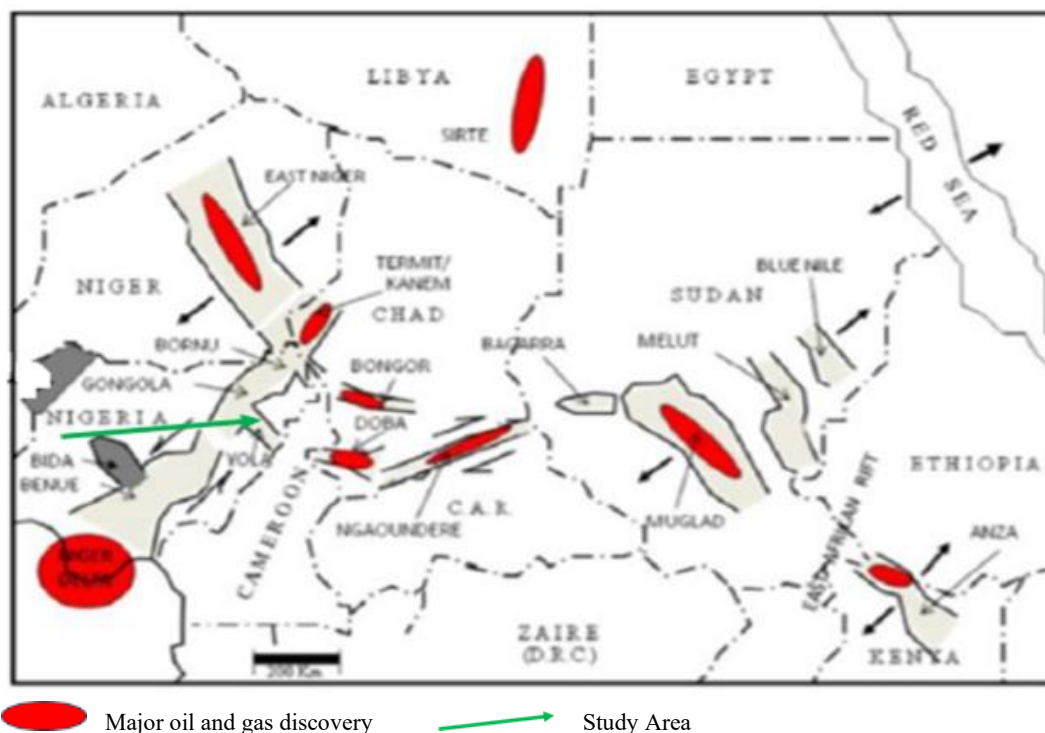 LIBYA
EGYPT
ALGERIA
SIRTE
RED
SEA
EAST NIGER
TERMIT/
KANEM
BLUE NILE
NIGER
SUDAN
CHAD
BORNU
BAGARRA
MELUT
GONGOLA
BONGOR
NIGERIA
DOBA
BIDA
YOLA
ETHIOPIA
BENUE
C.A.R.
NGAOUNDERE
MUGLAD
EAST AFRICAN RIFT
ANZA
NIGER
DELTA
CAMEROON
ZAIRE
(D.R.C)
KENYA
200 Km
Major oil and gas discovery
Study Area